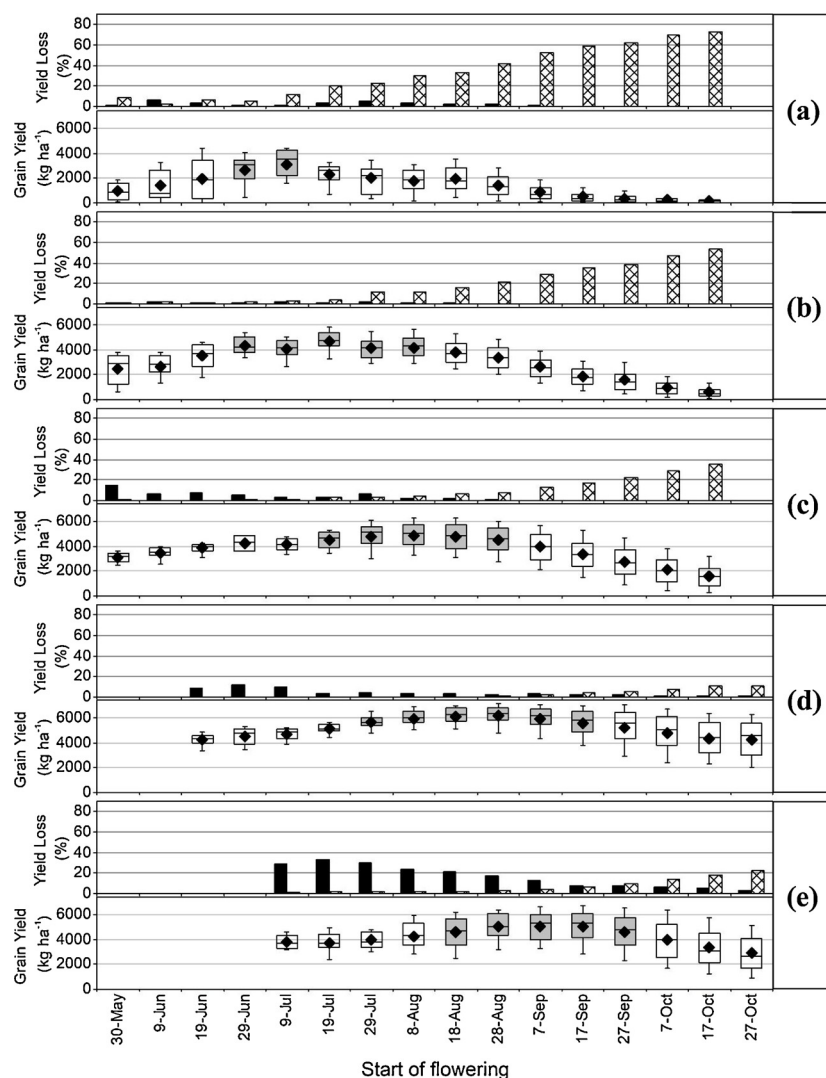 80
60
40
20
0
Yield Loss
(%)
6000
4000
2000
0
Grain Yield
(kg ha⁻¹)
(a)
80
60
40
20
0
Yield Loss
(%)
6000
4000
2000
0
Grain Yield
(kg ha⁻¹)
(b)
80
60
40
20
0
Yield Loss
(%)
6000
4000
2000
0
Grain Yield
(kg ha⁻¹)
(c)
80
60
40
20
0
Yield Loss
(%)
6000
4000
2000
0
Grain Yield
(kg ha⁻¹)
(d)
80
60
40
20
0
Yield Loss
(%)
6000
4000
2000
0
Grain Yield
(kg ha⁻¹)
(e)
30-May
9-Jun
19-Jun
29-Jun
9-Jul
19-Jul
29-Jul
8-Aug
18-Aug
28-Aug
7-Sep
17-Sep
27-Sep
7-Oct
17-Oct
27-Oct
Start of flowering